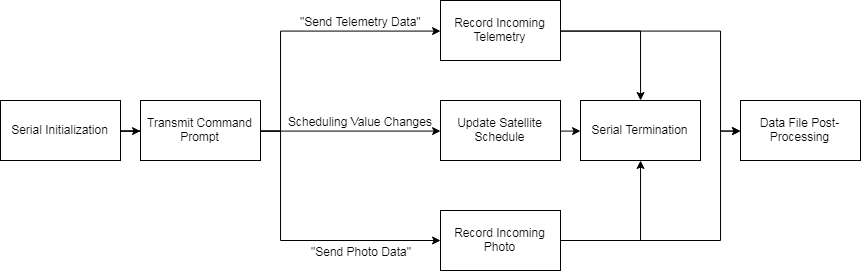 Serial Initialization
Transmit Command
Prompt
"Send Telemetry Data"
Scheduling Value Changes
"Send Photo Data"
Record Incoming
Telemetry
Update Satellite
Schedule
Record Incoming
Photo
Serial Termination
Data File Post-
Processing